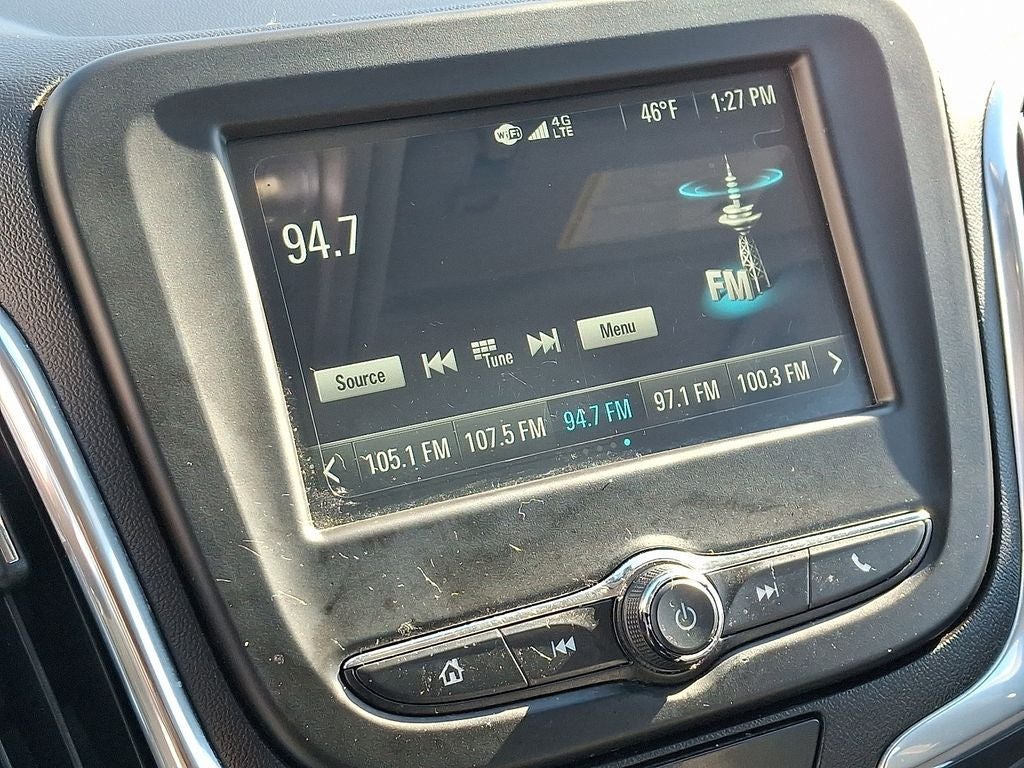 WiFi 4G LTE 46°F 1:27 PM
94.7
FM
Source Tune Menu
105.1 FM 107.5 FM 94.7 FM 97.1 FM 100.3 FM